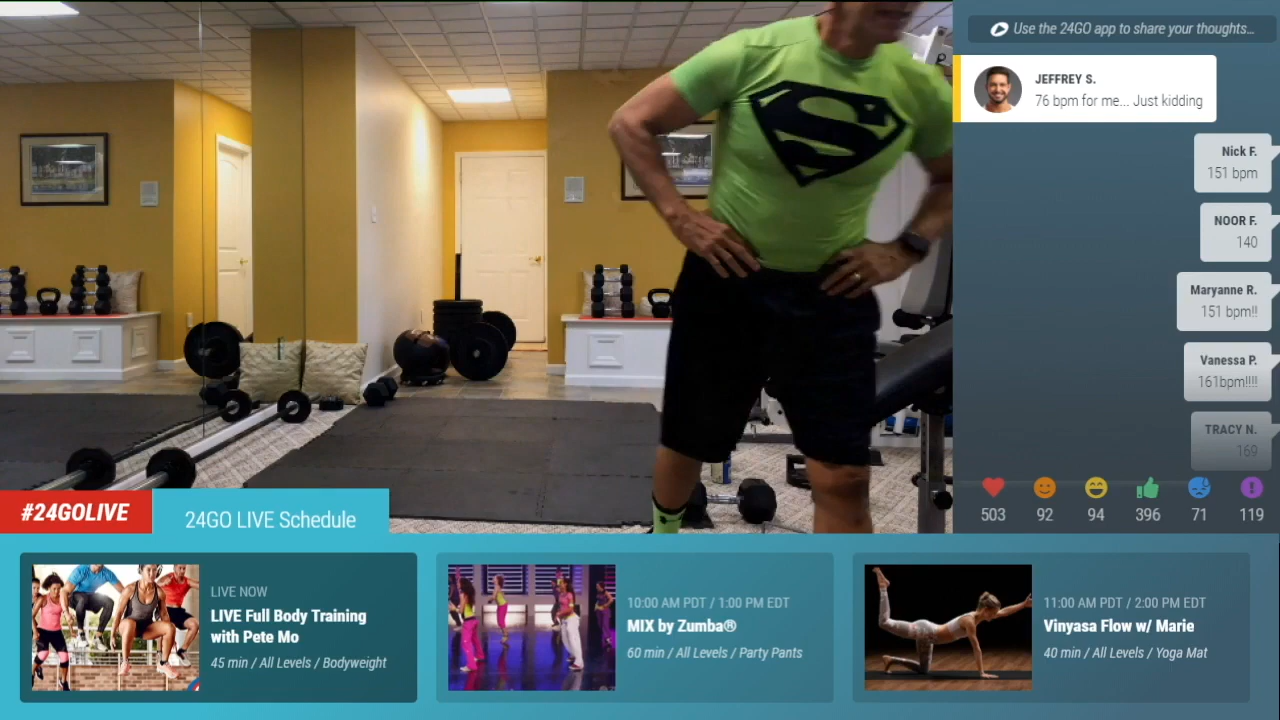 Use the 24GO app to share your thoughts...
JEFFREY S.
76 bpm for me... Just kidding
Nick F.
151 bpm
NOOR F.
140
Maryanne R.
151 bpm!!
Vanessa P.
161bpm!!!!
TRACY N.
169
503 92 94 396 71 119
S
#24GOLIVE
24GO LIVE Schedule
LIVE NOW
LIVE Full Body Training
with Pete Mo
45 min / All Levels / Bodyweight
10:00 AM PDT / 1:00 PM EDT
MIX by Zumba®
60 min / All Levels / Party Pants
11:00 AM PDT / 2:00 PM EDT
Vinyasa Flow w/ Marie
40 min / All Levels / Yoga Mat